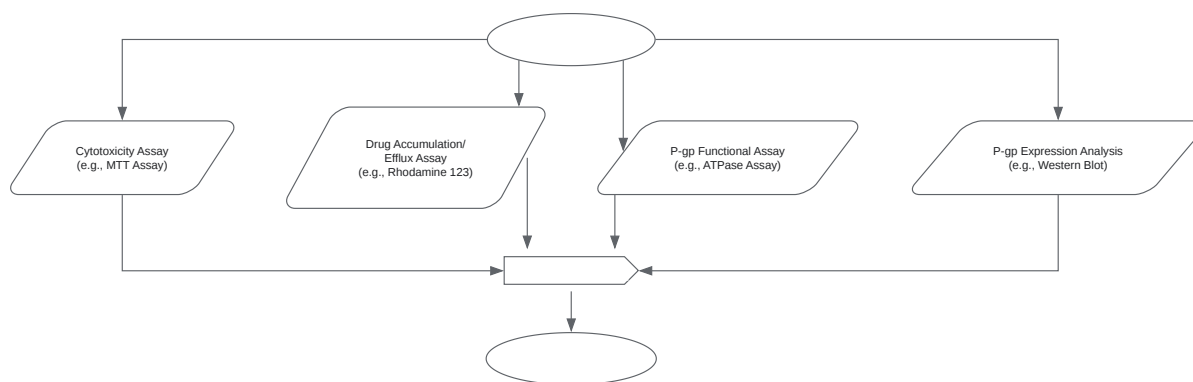 Cytotoxicity Assay
(e.g., MTT Assay)
Drug Accumulation/
Efflux Assay
(e.g., Rhodamine 123)
P-gp Functional Assay
(e.g., ATPase Assay)
P-gp Expression Analysis
(e.g., Western Blot)